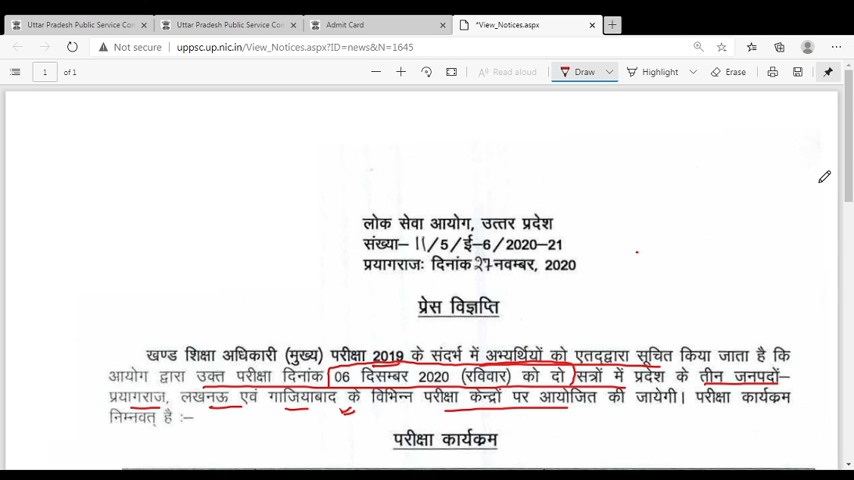 Uttar Pradesh Public Service Co
Uttar Pradesh Public Service Co
Admit Card
*View_Notices.aspx
Not secure
uppsc.up.nic.in/View_Notices.aspx?ID=news&N=1645
1 of 1
Read aloud
Draw
Highlight
Erase
लोक सेवा आयोग, उत्तर प्रदेश
संख्या- 11/5/ई-6/2020-21
प्रयागराजः दिनांक 27 नवम्बर, 2020
प्रेस विज्ञप्ति
खण्ड शिक्षा अधिकारी (मुख्य) परीक्षा 2019 के संदर्भ में अभ्यर्थियों को एतद्द्वारा सूचित किया जाता है कि
आयोग द्वारा उक्त परीक्षा दिनांक 06 दिसम्बर 2020 (रविवार) को दो सत्रों में प्रदेश के तीन जनपदों-
प्रयागराज, लखनऊ एवं गाजियाबाद के विभिन्न परीक्षा केन्द्रों पर आयोजित की जायेगी। परीक्षा कार्यक्रम
निम्नवत् है :-
परीक्षा कार्यक्रम